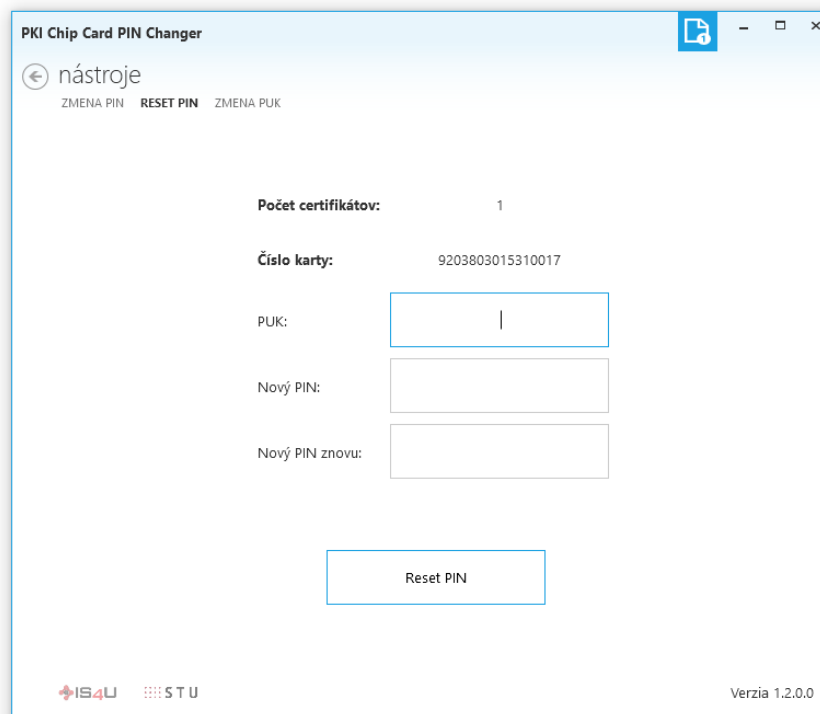 PKI Chip Card PIN Changer
1
nástroje
ZMENA PIN RESET PIN ZMENA PUK
Počet certifikátov: 1
Číslo karty: 9203803015310017
PUK:
Nový PIN:
Nový PIN znovu:
Reset PIN
IS4U STU Verzia 1.2.0.0